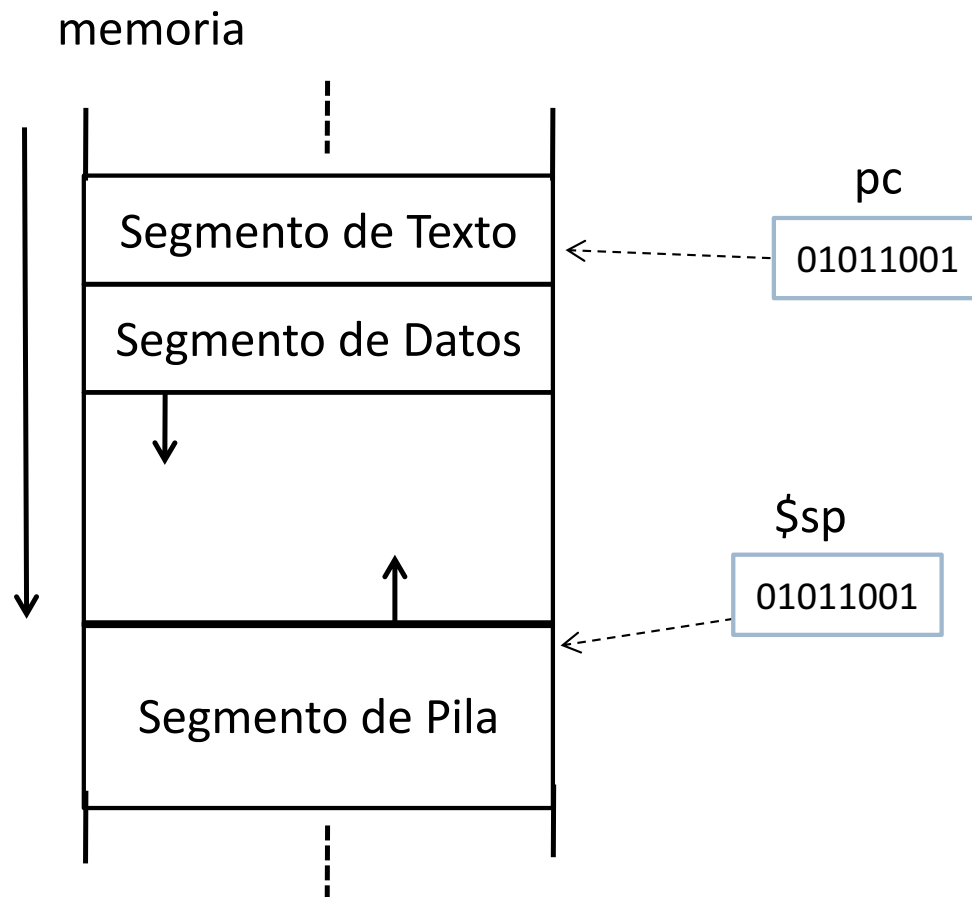 memoria
Segmento de Texto
pc
01011001
Segmento de Datos
$sp
01011001
Segmento de Pila